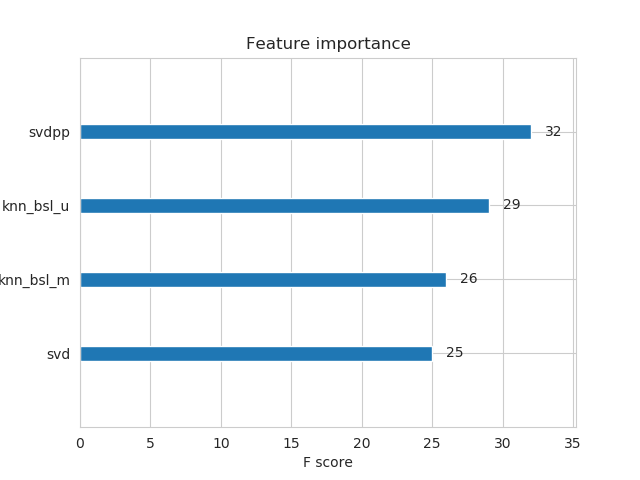 Feature importance
svdpp
32
knn_bsl_u
29
knn_bsl_m
26
svd
25
0 5 10 15 20 25 30 35
F score